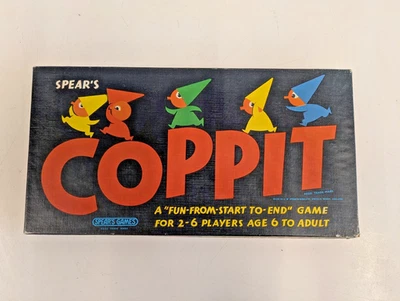 SPEAR'S
COPPIT
A "FUN-FROM-START TO-END" GAME
SPEAR'S GAMES
FOR 2-6 PLAYERS AGE 6 TO ADULT